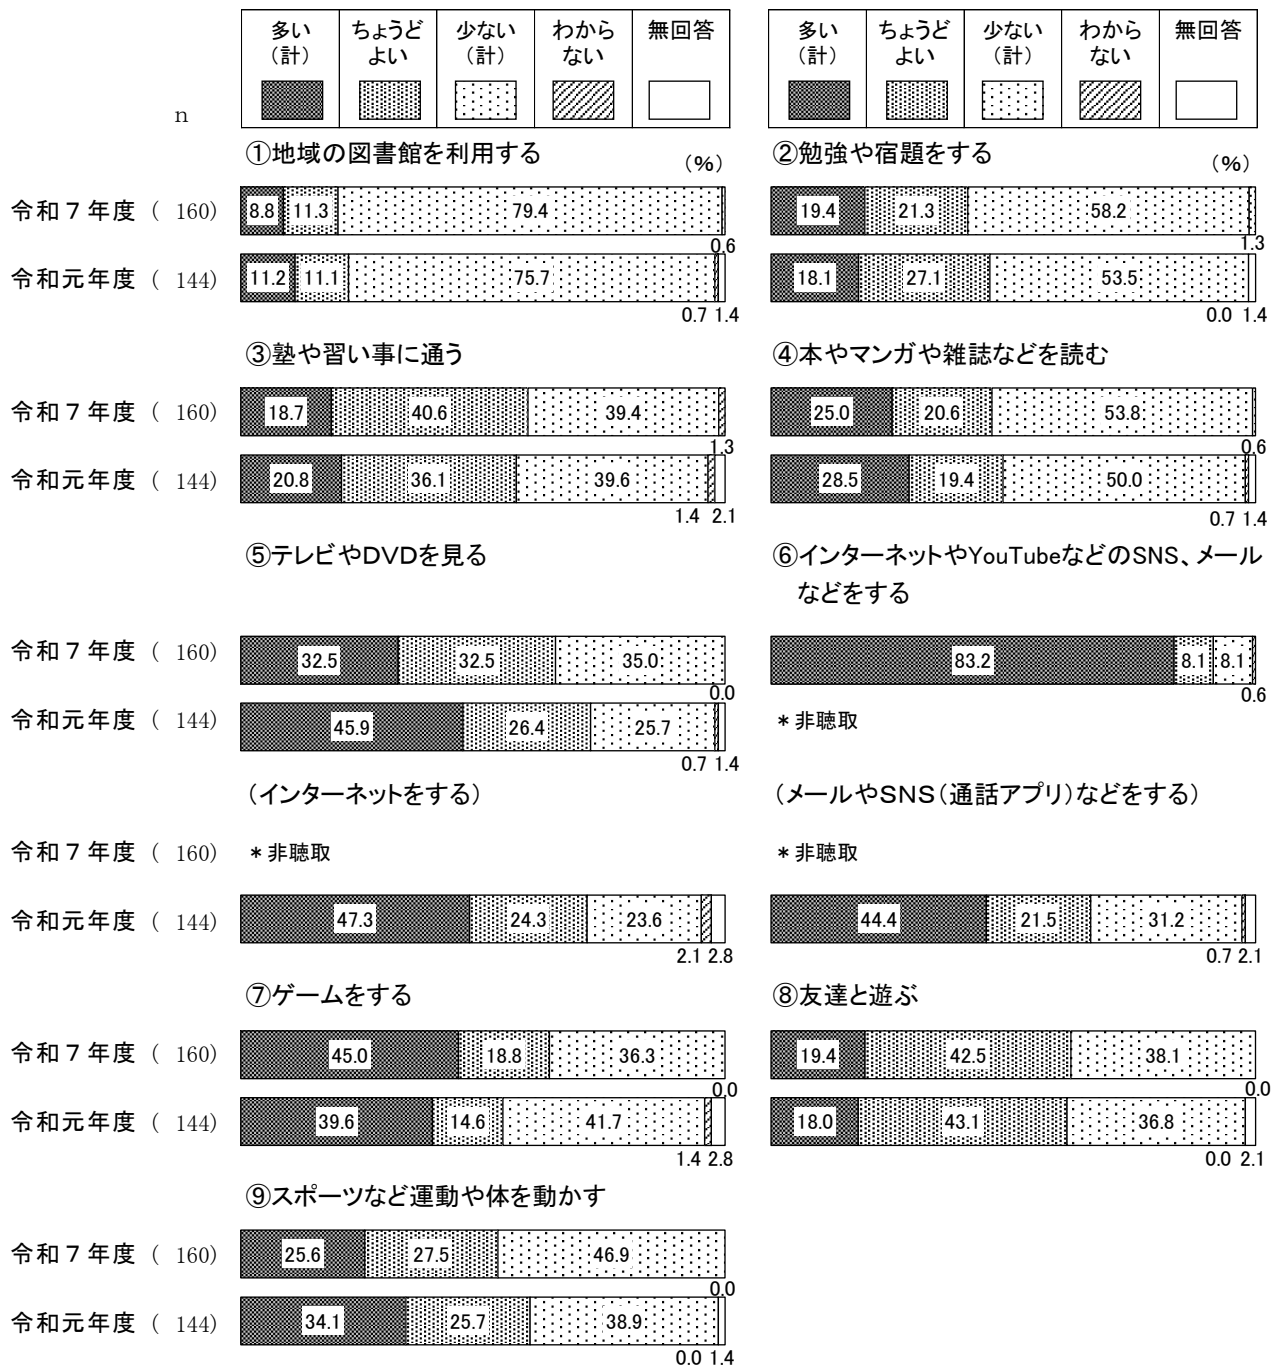 多い ちょうど 少ない わから 無回答 多い ちょうど 少ない わから 無回答
（計） よい （計） ない （計） よい （計） ない
n
①地域の図書館を利用する （%） ②勉強や宿題をする （%）
令和７年度 （ 160） 8.8 11.3 79.4 19.4 21.3 58.2
0.6 1.3
令和元年度 （ 144） 11.2 11.1 75.7 18.1 27.1 53.5
0.7 1.4 0.0 1.4
③塾や習い事に通う ④本やマンガや雑誌などを読む
令和７年度 （ 160） 18.7 40.6 39.4 25.0 20.6 53.8
1.3 0.6
令和元年度 （ 144） 20.8 36.1 39.6 28.5 19.4 50.0
1.4 2.1 0.7 1.4
⑤テレビやＤＶＤを見る ⑥インターネットやYouTubeなどのSNS、メール
などをする
令和７年度 （ 160） 32.5 32.5 35.0 83.2 8.1 8.1
0.0 0.6
令和元年度 （ 144） 45.9 26.4 25.7 ＊非聴取
0.7 1.4
（インターネットをする） （メールやＳＮＳ（通話アプリ）などをする）
令和７年度 （ 160） ＊非聴取 ＊非聴取
令和元年度 （ 144） 47.3 24.3 23.6 44.4 21.5 31.2
2.1 2.8 0.7 2.1
⑦ゲームをする ⑧友達と遊ぶ
令和７年度 （ 160） 45.0 18.8 36.3 19.4 42.5 38.1
0.0 0.0
令和元年度 （ 144） 39.6 14.6 41.7 18.0 43.1 36.8
1.4 2.8 0.0 2.1
⑨スポーツなど運動や体を動かす
令和７年度 （ 160） 25.6 27.5 46.9
0.0
令和元年度 （ 144） 34.1 25.7 38.9
0.0 1.4